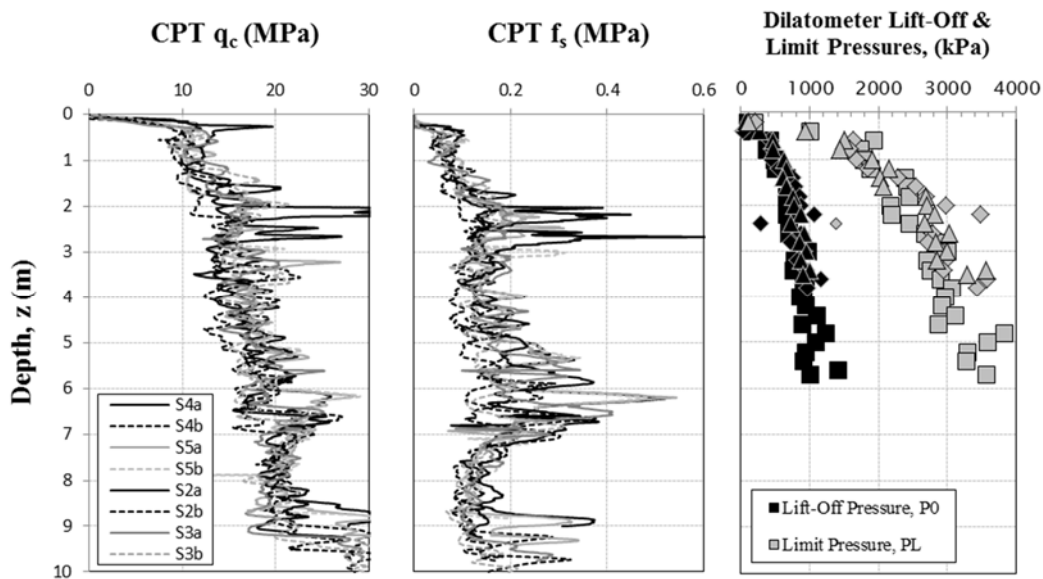 CPT qc (MPa)
0 10 20 30
Depth, z (m)
0
1
2
3
4
5
6
7
8
9
10
S4a
S4b
S5a
S5b
S2a
S2b
S3a
S3b
CPT fs (MPa)
0 0.2 0.4 0.6
Dilatometer Lift-Off &
Limit Pressures, (kPa)
0 1000 2000 3000 4000
Lift-Off Pressure, P0
Limit Pressure, PL